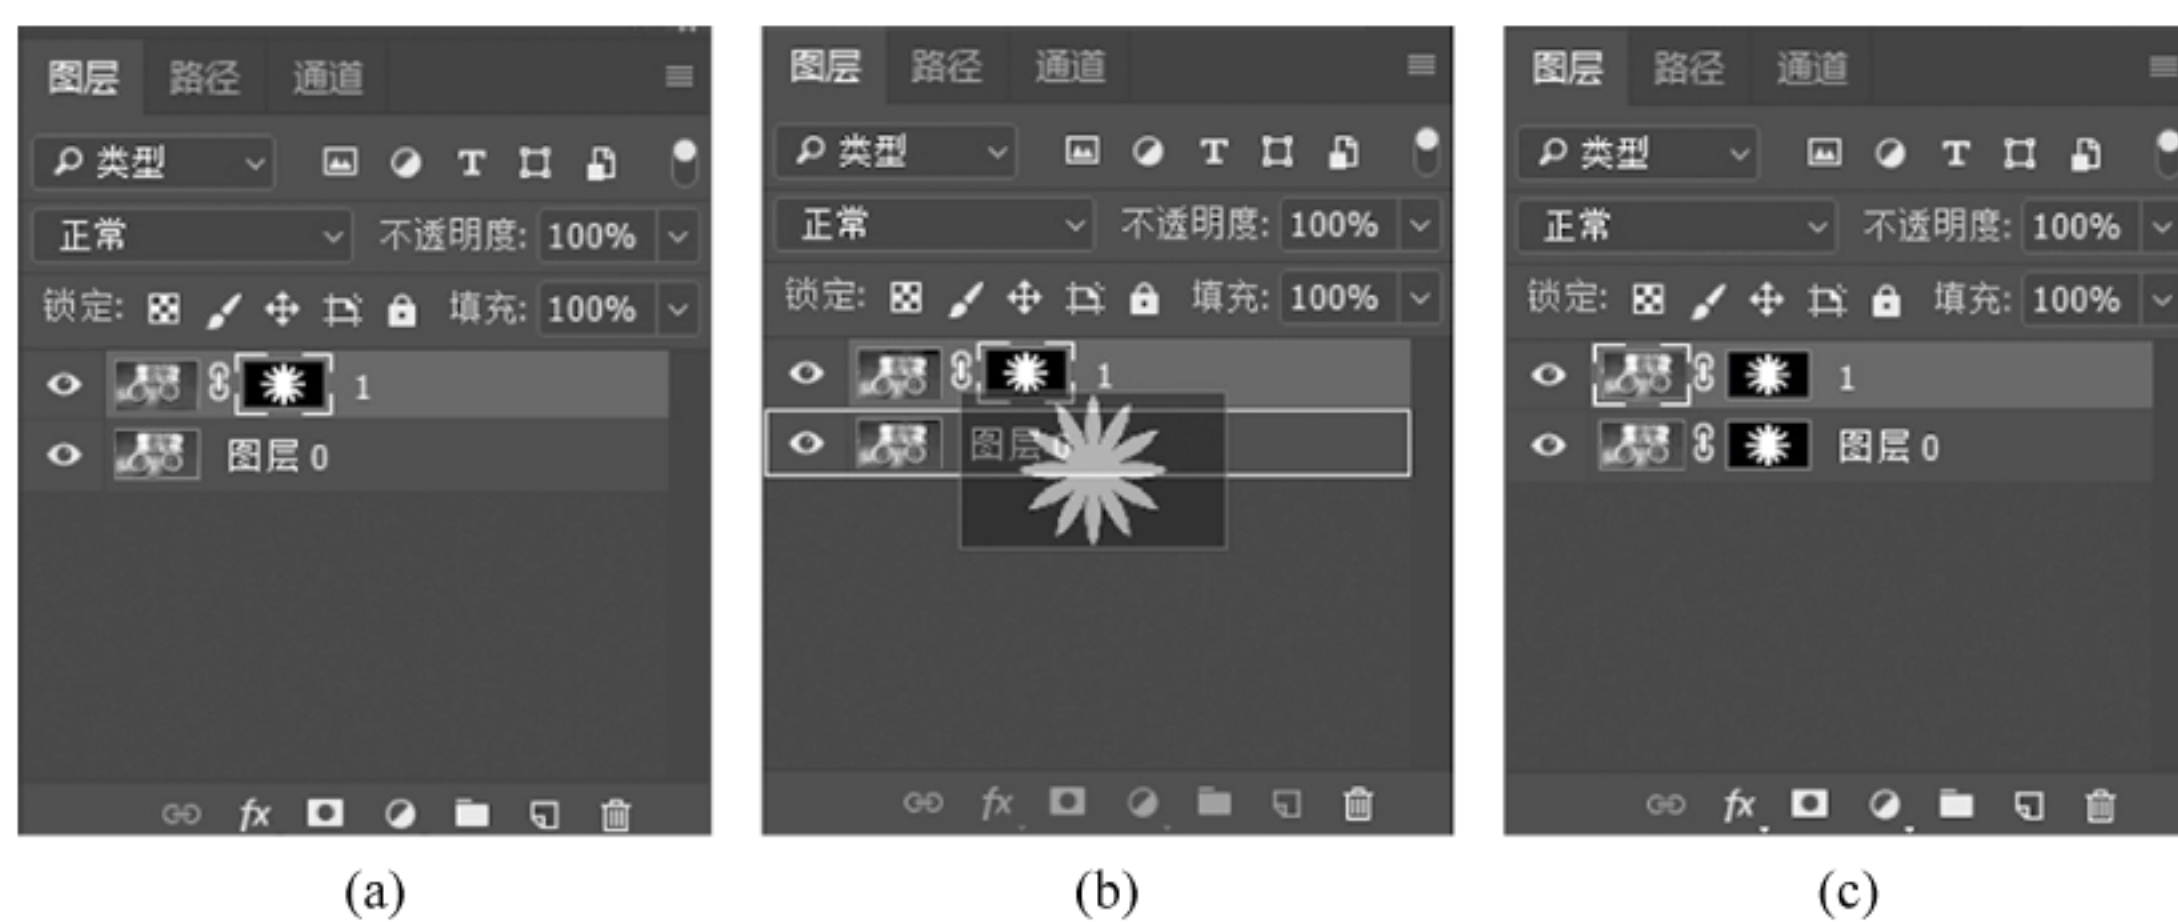 图层 路径 通道
类型
正常 不透明度: 100%
锁定: 填充: 100%
1
图层 0
fx
(a)
图层 路径 通道
类型
正常 不透明度: 100%
锁定: 填充: 100%
1
图层
fx
(b)
图层 路径 通道
类型
正常 不透明度: 100%
锁定: 填充: 100%
1
图层 0
fx
(c)